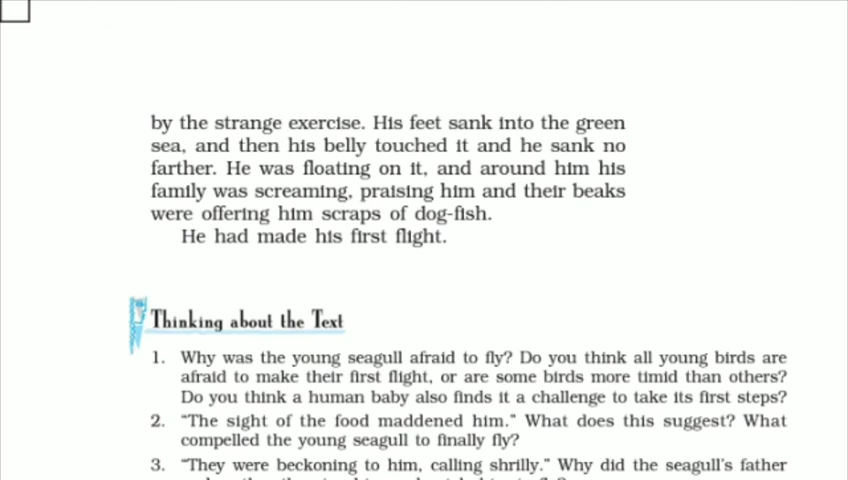 by the strange exercise. His feet sank into the green
sea, and then his belly touched it and he sank no
farther. He was floating on it, and around him his
family was screaming, praising him and their beaks
were offering him scraps of dog-fish.
He had made his first flight.
Thinking about the Text
1. Why was the young seagull afraid to fly? Do you think all young birds are
afraid to make their first flight, or are some birds more timid than others?
Do you think a human baby also finds it a challenge to take its first steps?
2. "The sight of the food maddened him." What does this suggest? What
compelled the young seagull to finally fly?
3. "They were beckoning to him, calling shrilly." Why did the seagull's father